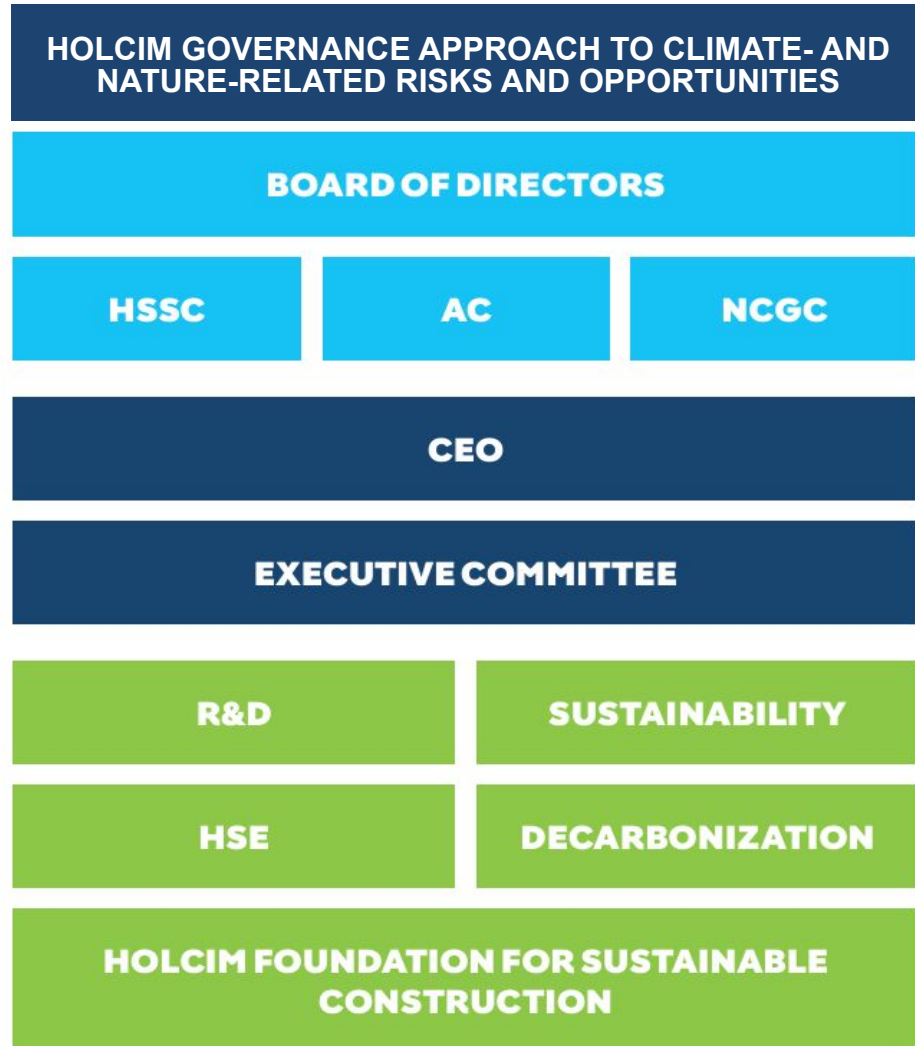 HOLCIM GOVERNANCE APPROACH TO CLIMATE- AND
NATURE-RELATED RISKS AND OPPORTUNITIES
BOARD OF DIRECTORS
HSSC
AC
NCGC
CEO
EXECUTIVE COMMITTEE
R&D
SUSTAINABILITY
HSE
DECARBONIZATION
HOLCIM FOUNDATION FOR SUSTAINABLE
CONSTRUCTION